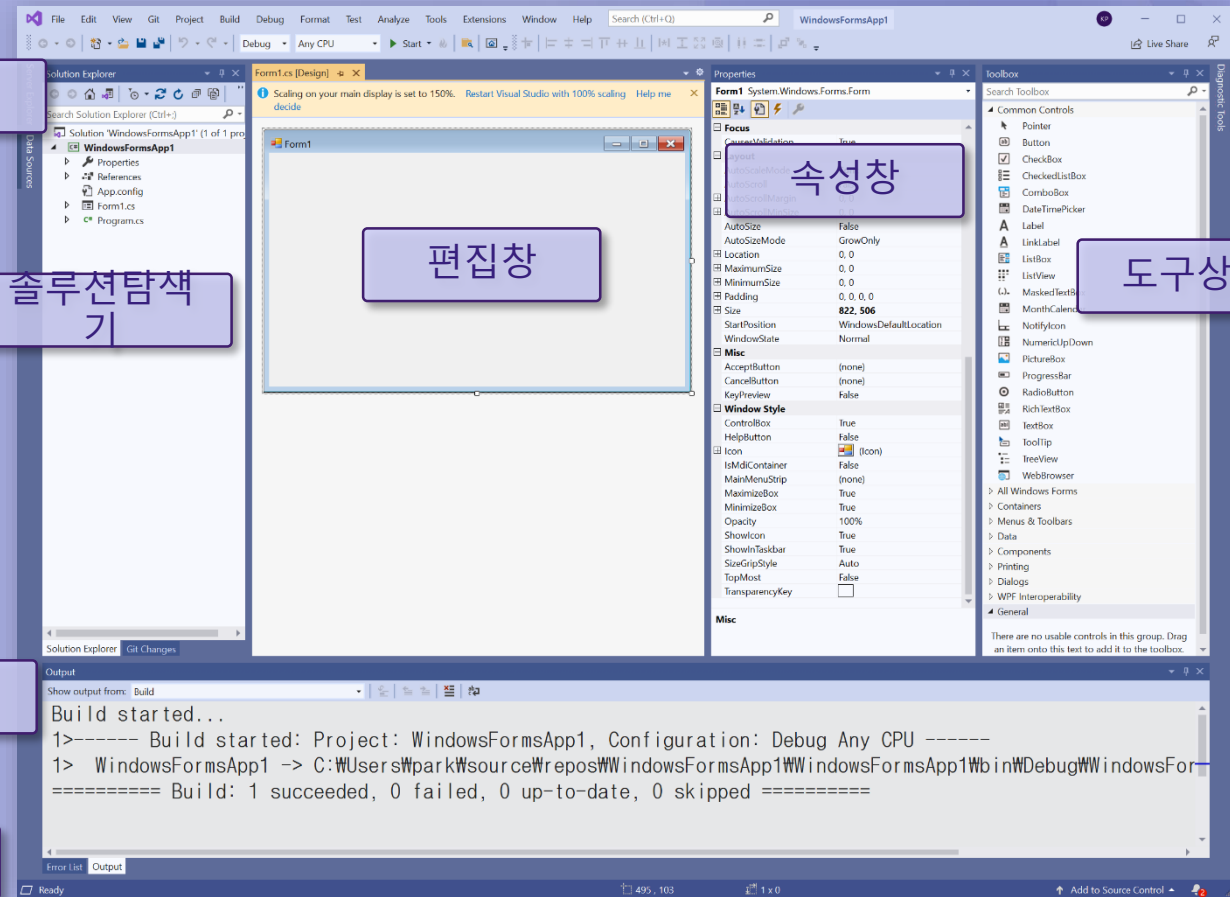 File Edit View Git Project Build Debug Format Test Analyze Tools Extensions Window Help Search (Ctrl+Q) WindowsFormsApp1 KP
Debug Any CPU Start Live Share
Solution Explorer
Search Solution Explorer (Ctrl+;)
Solution 'WindowsFormsApp1' (1 of 1 pro
WindowsFormsApp1
Properties
References
App.config
Form1.cs
Program.cs
솔루션탐색
기
Solution Explorer Git Changes
Data Sources
Form1.cs [Design]
Scaling on your main display is set to 150%. Restart Visual Studio with 100% scaling Help me
decide
Form1
편집창
Properties
Form1 System.Windows.Forms.Form
Focus
CausesValidation True
Layout
AutoScaleMode
AutoScroll
AutoScrollMargin 0, 0
AutoScrollMinSize 0, 0
속성창
AutoSize False
AutoSizeMode GrowOnly
Location 0, 0
MaximumSize 0, 0
MinimumSize 0, 0
Padding 0, 0, 0, 0
Size 822, 506
StartPosition WindowsDefaultLocation
WindowState Normal
Misc
AcceptButton (none)
CancelButton (none)
KeyPreview False
Window Style
ControlBox True
HelpButton False
Icon (Icon)
IsMdiContainer False
MainMenuStrip (none)
MaximizeBox True
MinimizeBox True
Opacity 100%
ShowIcon True
ShowInTaskbar True
SizeGripStyle Auto
TopMost False
TransparencyKey
Misc
Toolbox
Search Toolbox
Common Controls
Pointer
Button
CheckBox
CheckedListBox
ComboBox
DateTimePicker
Label
LinkLabel
ListBox
ListView
MaskedTextB
MonthCalend
NotifyIcon
NumericUpDown
PictureBox
ProgressBar
RadioButton
RichTextBox
TextBox
ToolTip
TreeView
WebBrowser
도구상
All Windows Forms
Containers
Menus & Toolbars
Data
Components
Printing
Dialogs
WPF Interoperability
General
There are no usable controls in this group. Drag
an item onto this text to add it to the toolbox.
Diagnostic Tools
Output
Show output from: Build
Build started...
1>------ Build started: Project: WindowsFormsApp1, Configuration: Debug Any CPU ------
1> WindowsFormsApp1 -> C:₩Users₩park₩source₩repos₩WindowsFormsApp1₩WindowsFormsApp1₩bin₩Debug₩WindowsFor
========== Build: 1 succeeded, 0 failed, 0 up-to-date, 0 skipped ==========
Error List Output
Ready 495 , 103 1 x 0 Add to Source Control 2